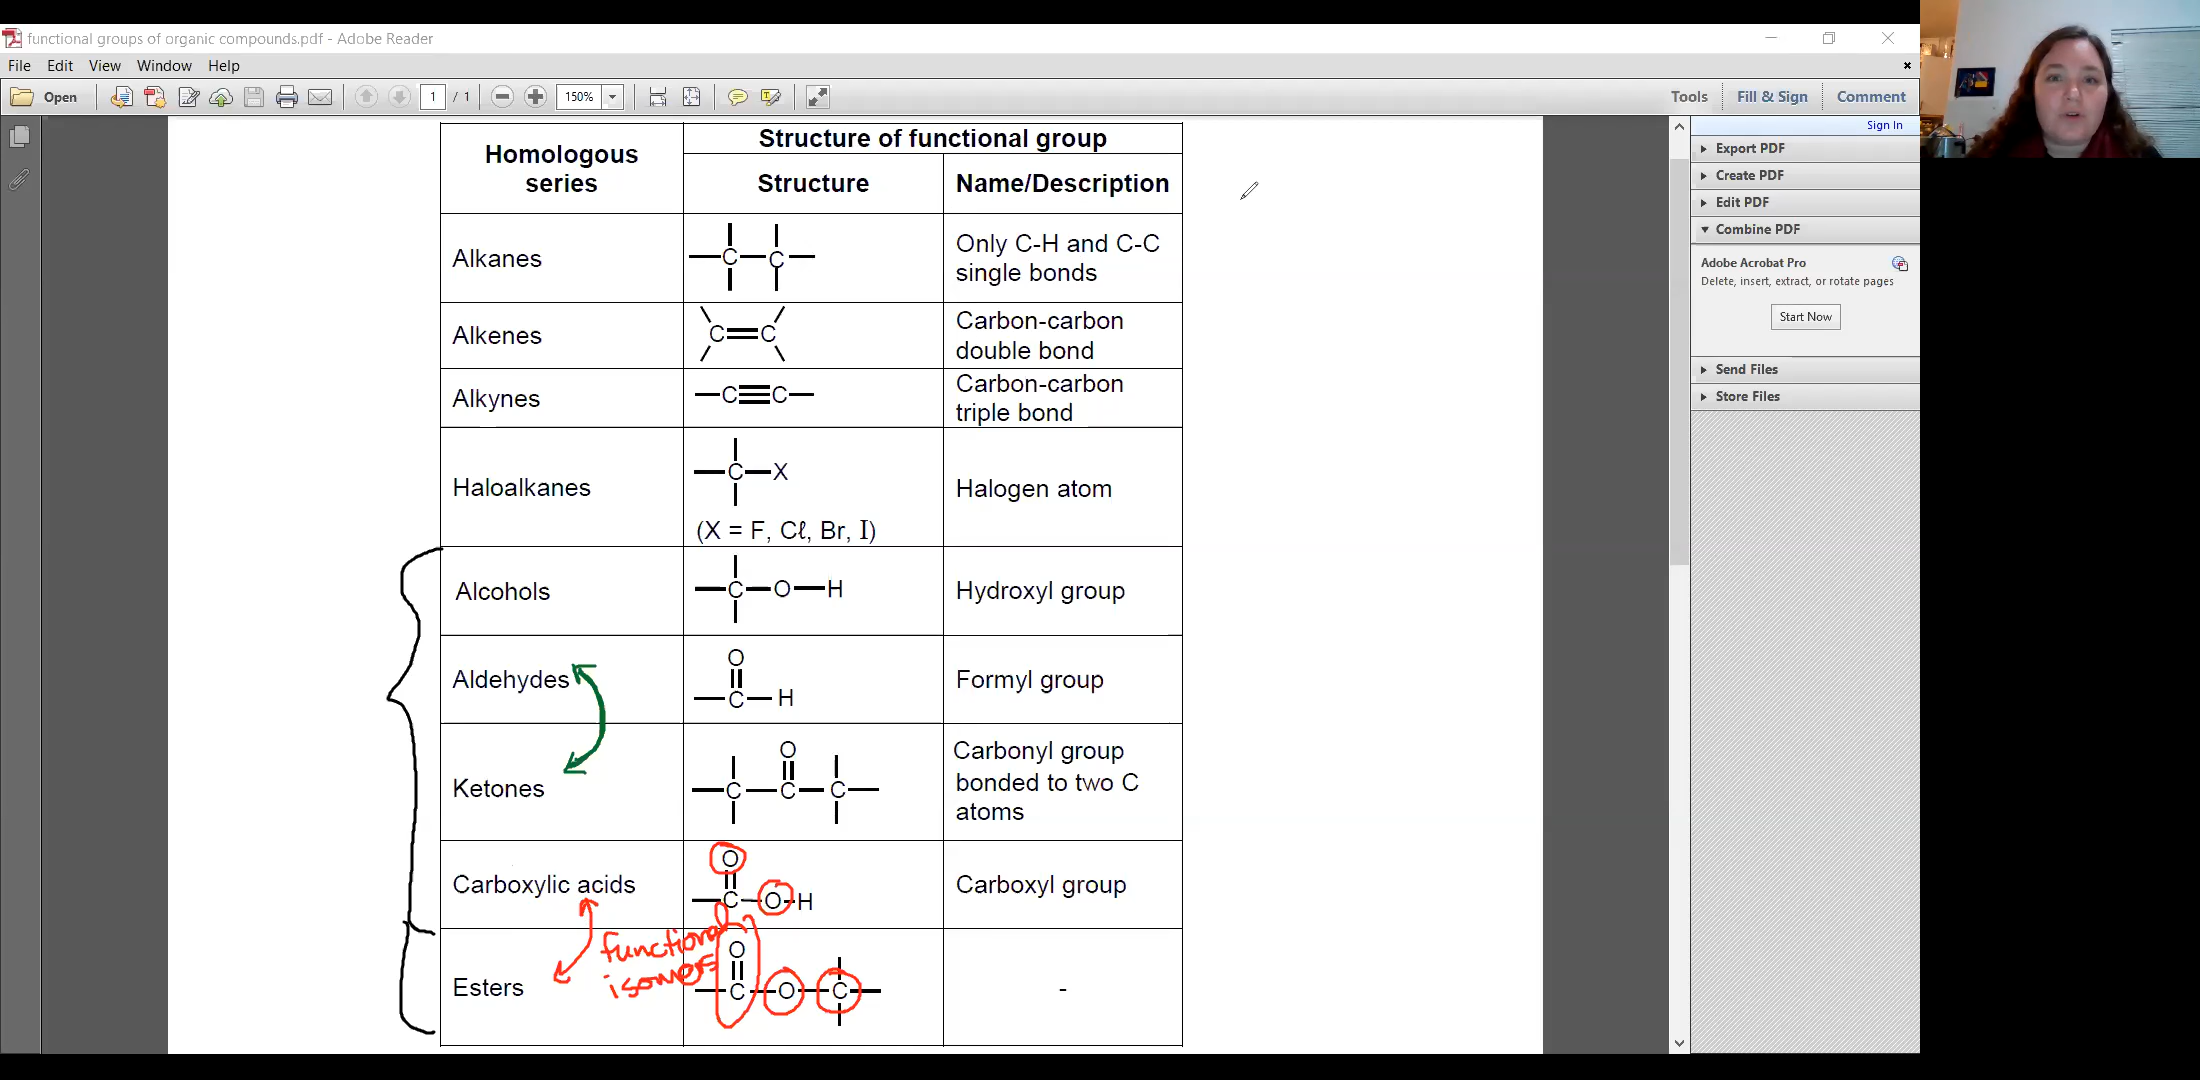 functional groups of organic compounds.pdf - Adobe Reader
File Edit View Window Help
Open 1 / 1 150% Tools Fill & Sign Comment
Sign In
Export PDF
Create PDF
Edit PDF
Combine PDF
Adobe Acrobat Pro
Delete, insert, extract, or rotate pages
Start Now
Send Files
Store Files
Homologous series
Structure of functional group
Structure
Name/Description
Alkanes
C C
Only C-H and C-C
single bonds
Alkenes
C C
Carbon-carbon
double bond
Alkynes
C C
Carbon-carbon
triple bond
Haloalkanes
C X
(X = F, Cℓ, Br, I)
Halogen atom
Alcohols
C O H
Hydroxyl group
Aldehydes
O
C H
Formyl group
Ketones
O
C C C
Carbonyl group
bonded to two C
atoms
Carboxylic acids
O
C O H
Carboxyl group
functional
isomers
Esters
O
C O C
-